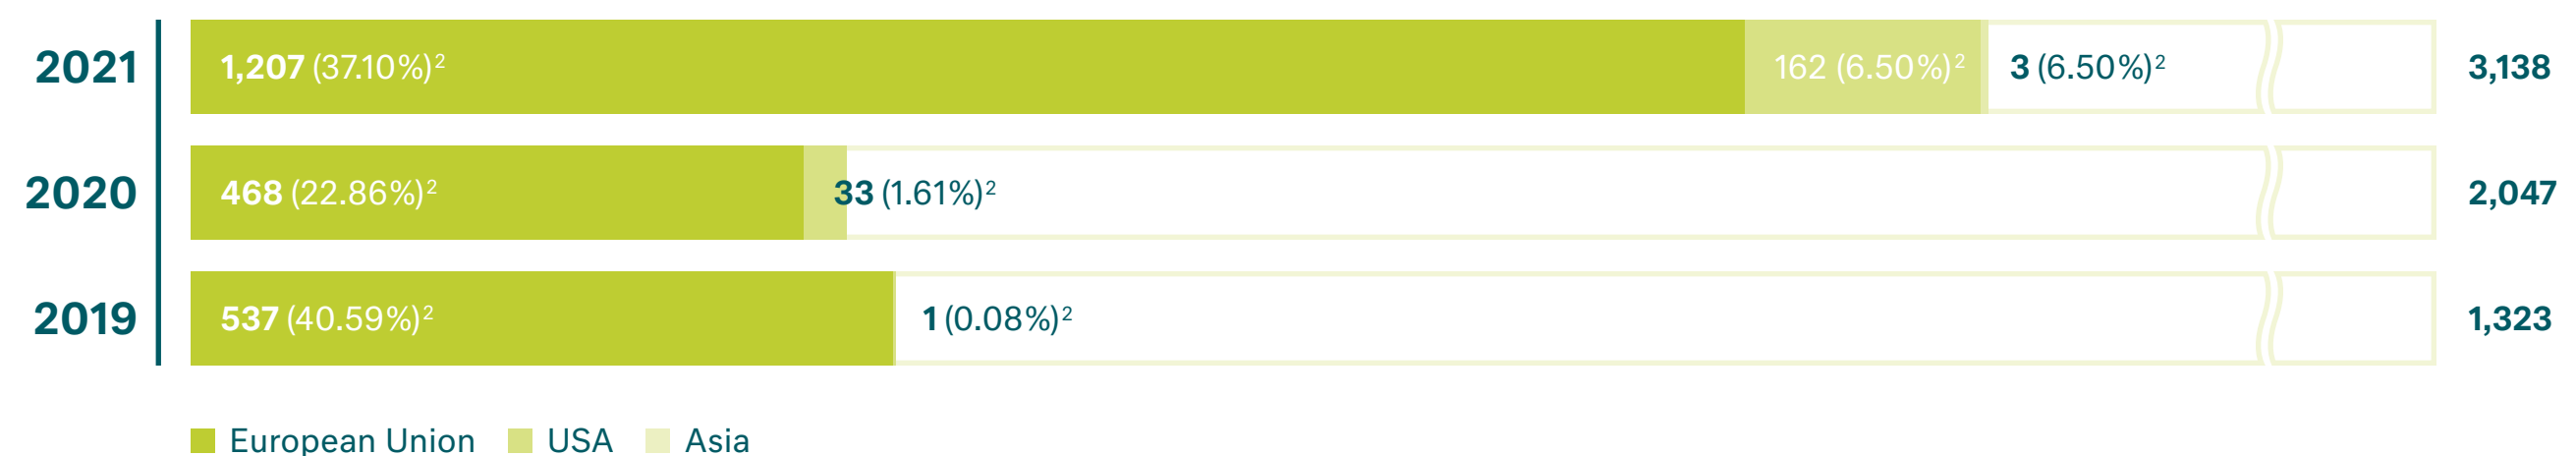 2021 1,207 (37.10%)² 162 (6.50%)² 3 (6.50%)² 3,138
2020 468 (22.86%)² 33 (1.61%)² 2,047
2019 537 (40.59%)² 1 (0.08%)² 1,323
European Union USA Asia